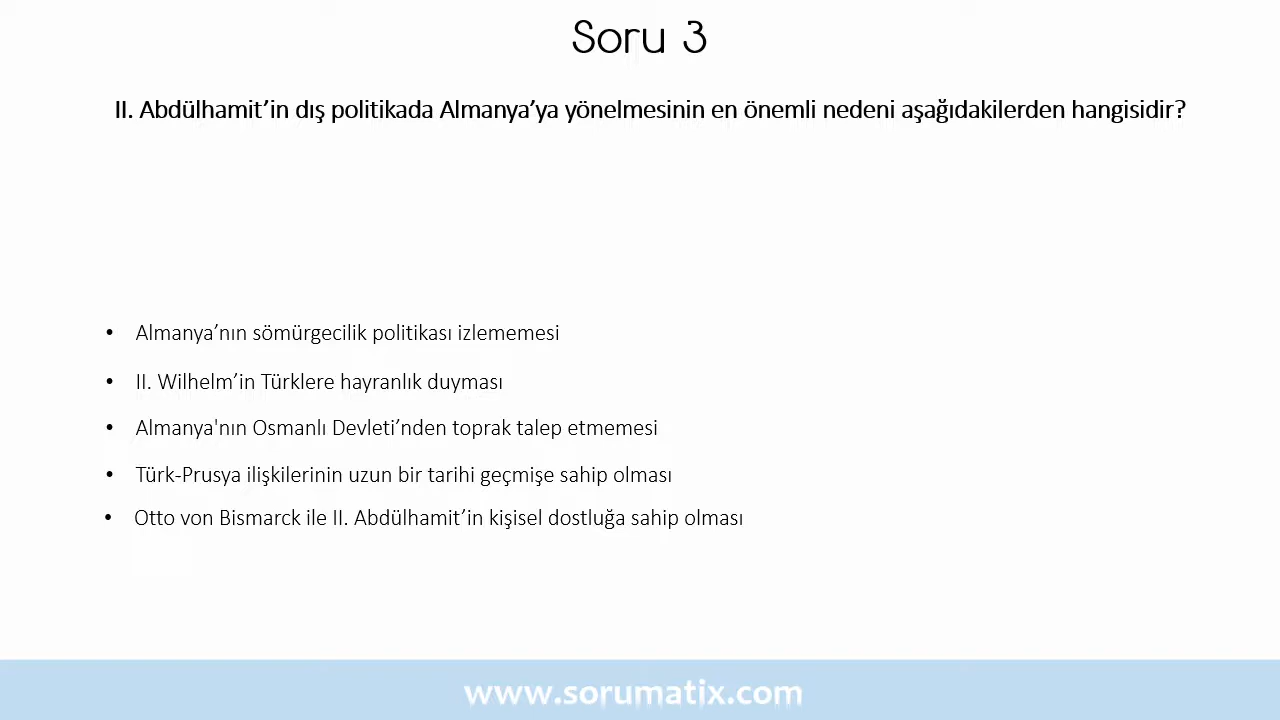 Soru 3
II. Abdülhamit’in dış politikada Almanya’ya yönelmesinin en önemli nedeni aşağıdakilerden hangisidir?
• Almanya’nın sömürgecilik politikası izlememesi
• II. Wilhelm’in Türklere hayranlık duyması
• Almanya'nın Osmanlı Devleti’nden toprak talep etmemesi
• Türk-Prusya ilişkilerinin uzun bir tarihi geçmişe sahip olması
• Otto von Bismarck ile II. Abdülhamit’in kişisel dostluğa sahip olması
www.sorumatix.com